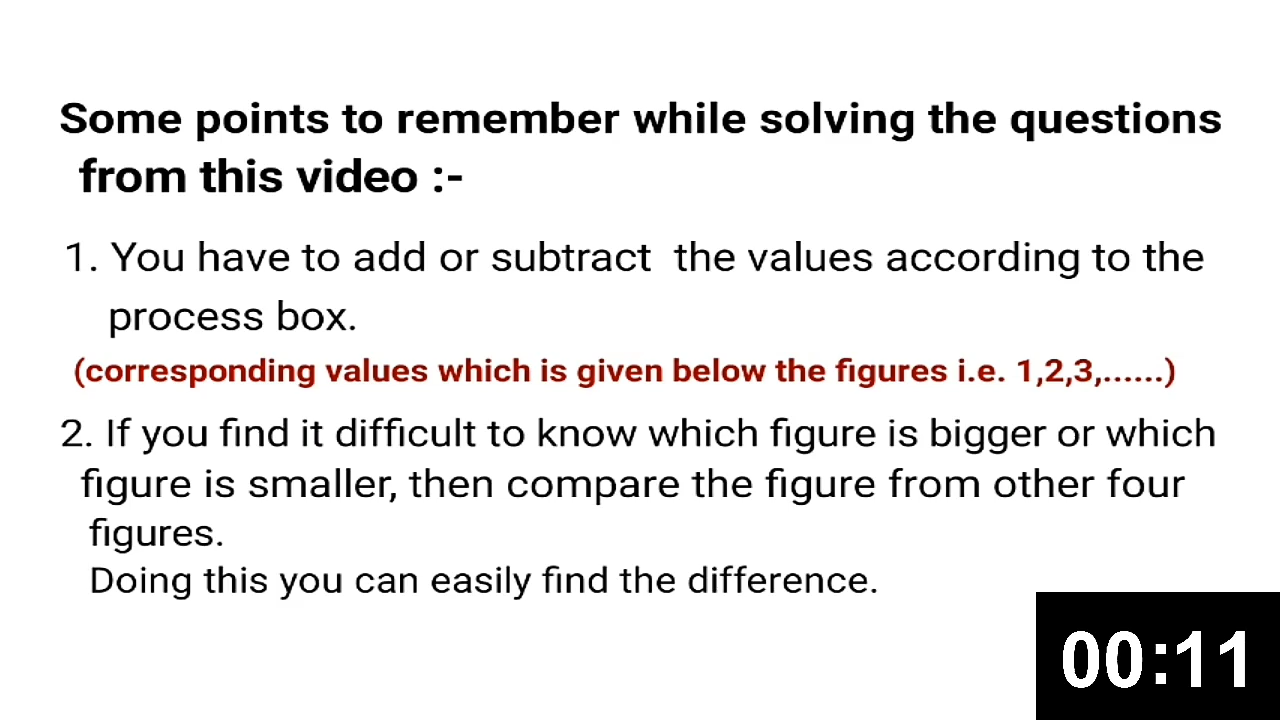 Some points to remember while solving the questions
from this video :-
1. You have to add or subtract the values according to the
process box.
(corresponding values which is given below the figures i.e. 1,2,3,......)
2. If you find it difficult to know which figure is bigger or which
figure is smaller, then compare the figure from other four
figures.
Doing this you can easily find the difference.
00:11